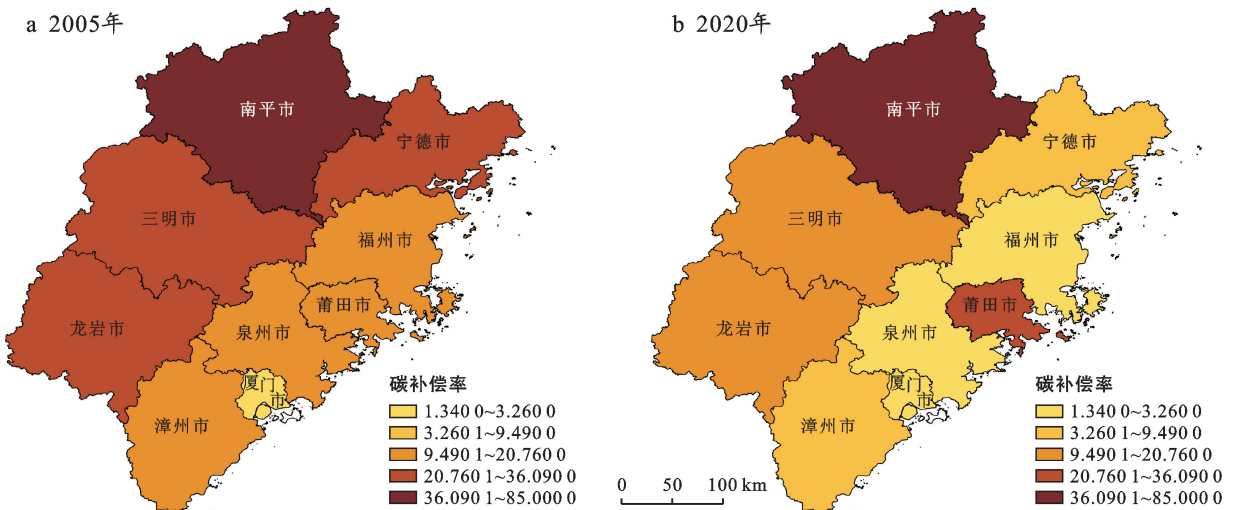 a 2005年
南平市
宁德市
三明市
福州市
莆田市
龙岩市
泉州市
厦门市
漳州市
碳补偿率
1.340 0~3.260 0
3.260 1~9.490 0
9.490 1~20.760 0
20.760 1~36.090 0
36.090 1~85.000 0
b 2020年
南平市
宁德市
三明市
福州市
莆田市
龙岩市
泉州市
厦门市
漳州市
碳补偿率
1.340 0~3.260 0
3.260 1~9.490 0
9.490 1~20.760 0
20.760 1~36.090 0
36.090 1~85.000 0
0 50 100 km